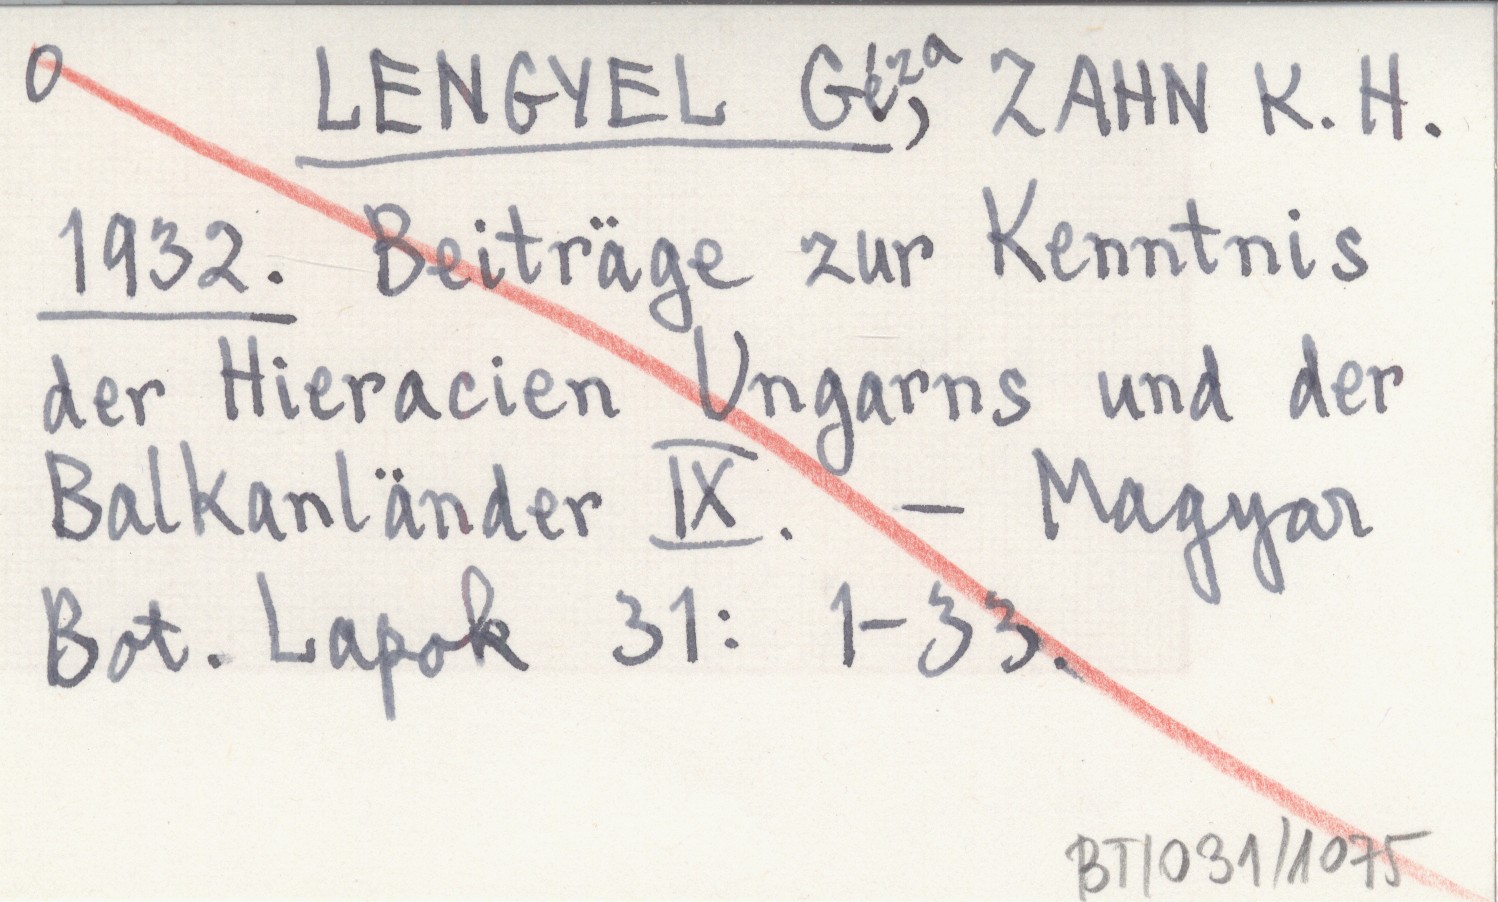 0 LENGYEL Géza, ZAHN K. H.
1932. Beiträge zur Kenntnis
der Hieracien Ungarns und der
Balkanländer IX. – Magyar
Bot. Lapok 31: 1-33.
BT/031/1075